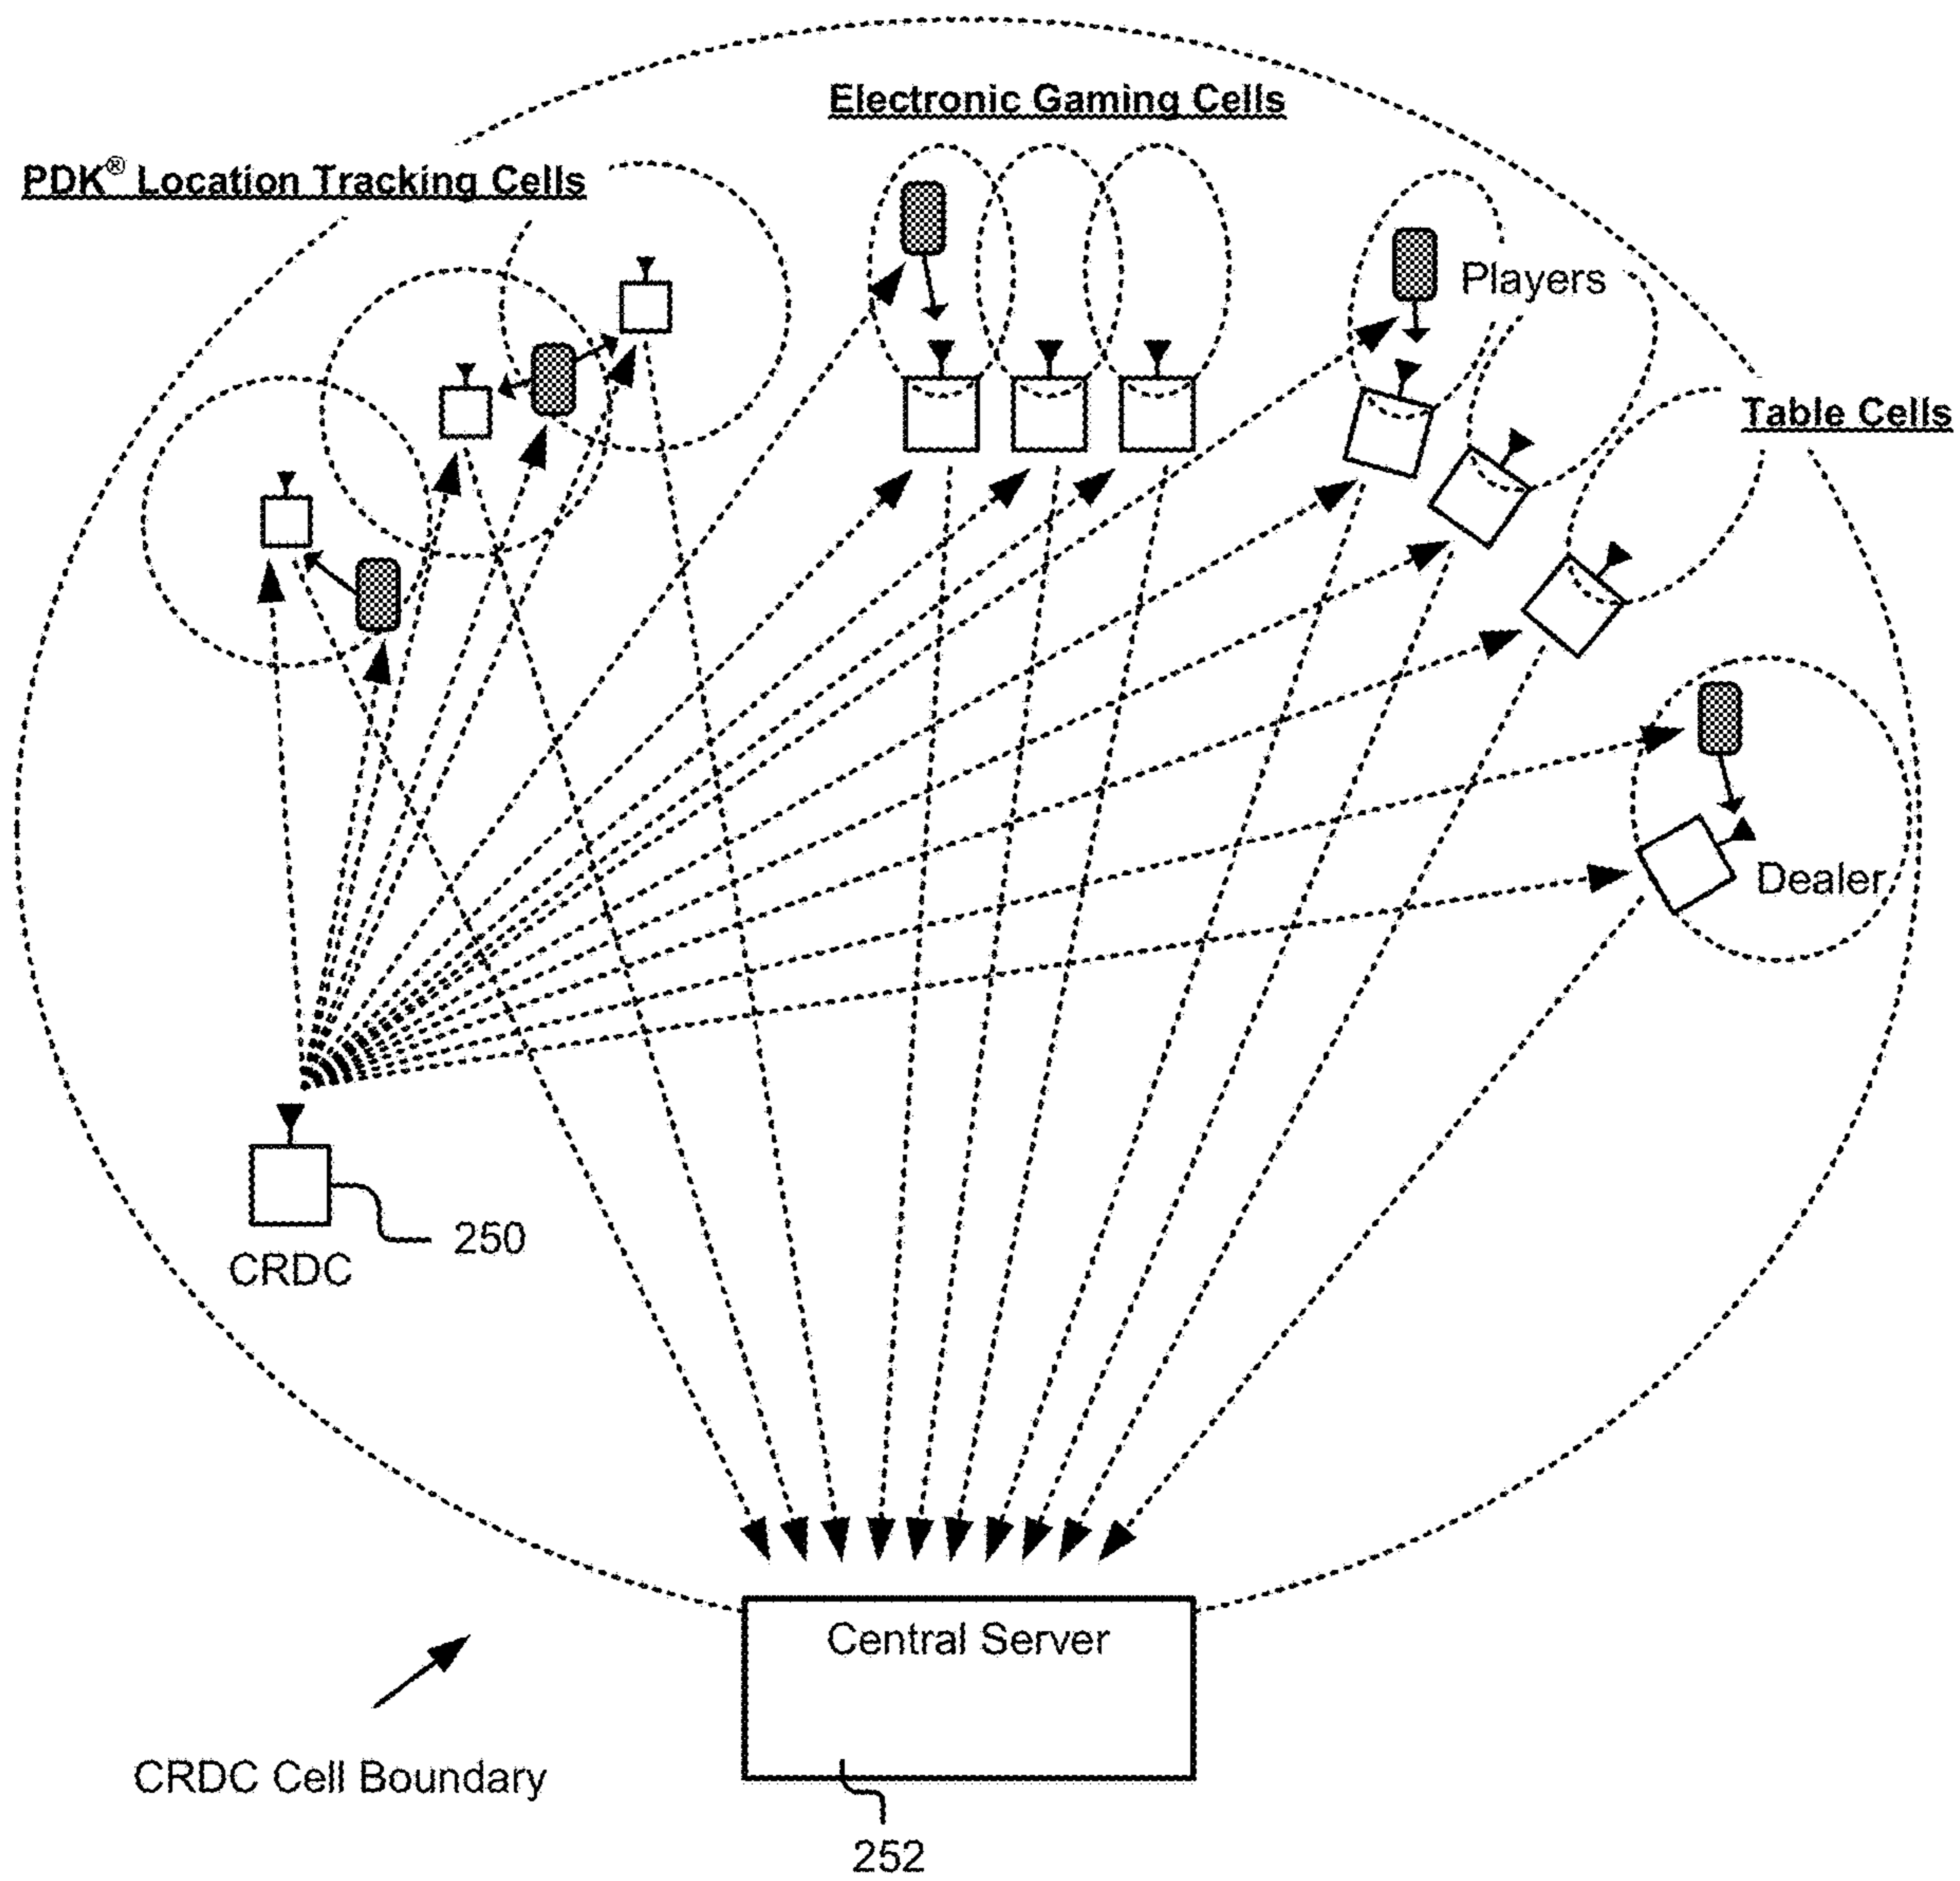 Electronic Gaming Cells
PDK® Location Tracking Cells
Players
Table Cells
Dealer
250
CRDC
Central Server
CRDC Cell Boundary
252